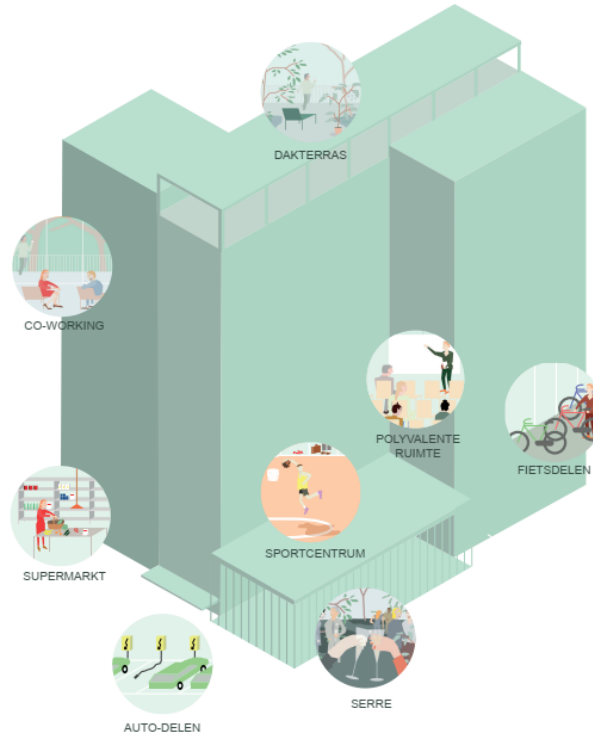 DAKTERRAS
CO-WORKING
POLYVALENTE
RUIMTE
FIETSDELEN
SPORTCENTRUM
SUPERMARKT
SERRE
AUTO-DELEN